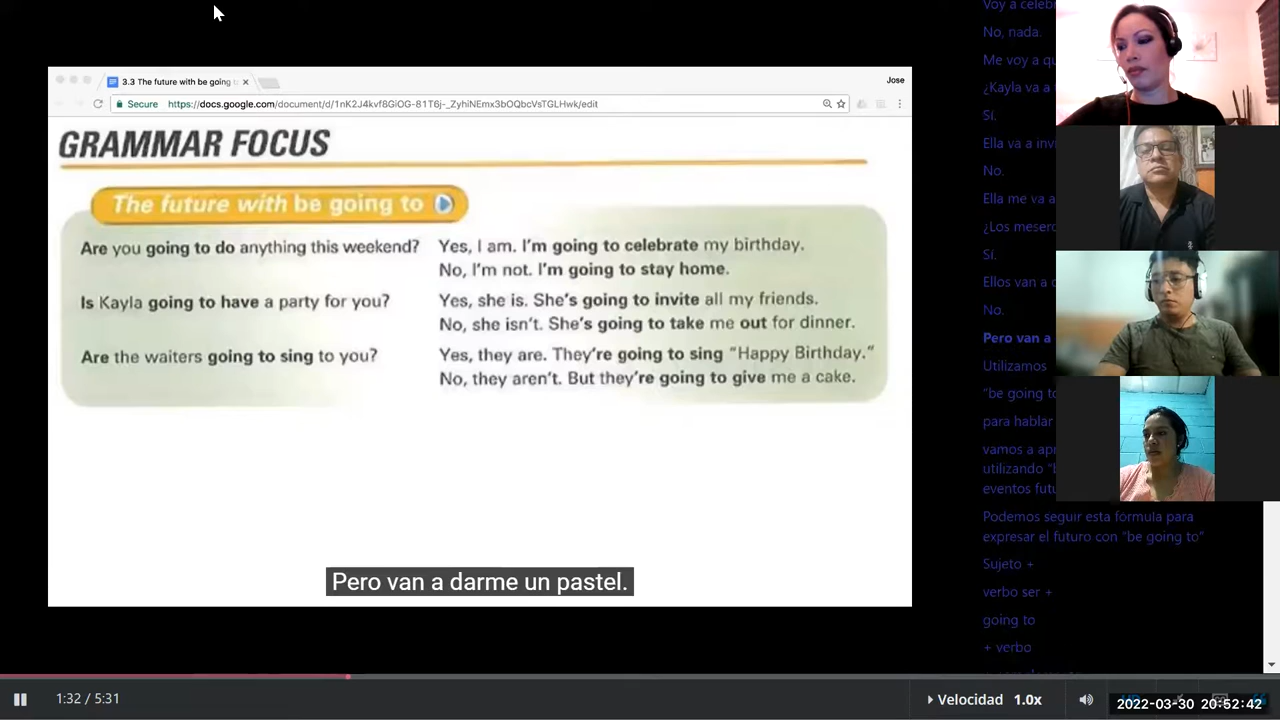 3.3 The future with be going
Jose
Secure
https://docs.google.com/document/d/1nK2J4kvf8GiOG-81T6j-_ZyhiNEmx3bOQbcVsTGLHwk/edit
GRAMMAR FOCUS
The future with be going to
Are you going to do anything this weekend?
Yes, I am. I'm going to celebrate my birthday.
No, I'm not. I'm going to stay home.
Is Kayla going to have a party for you?
Yes, she is. She's going to invite all my friends.
No, she isn't. She's going to take me out for dinner.
Are the waiters going to sing to you?
Yes, they are. They're going to sing "Happy Birthday."
No, they aren't. But they're going to give me a cake.
Pero van a darme un pastel.
Voy a
No, nada.
Me voy a
¿Kayla va a
Sí.
Ella va a
No.
Ella me va a
¿Los
Sí.
Ellos van a
No.
Pero van a
Utilizamos
"be going
para hablar
vamos a
utilizando
eventos
Podemos seguir esta fórmula para
expresar el futuro con "be going to"
Sujeto +
verbo ser +
going to
+ verbo
1:32 / 5:31
Velocidad 1.0x
2022-03-30 20:52:42